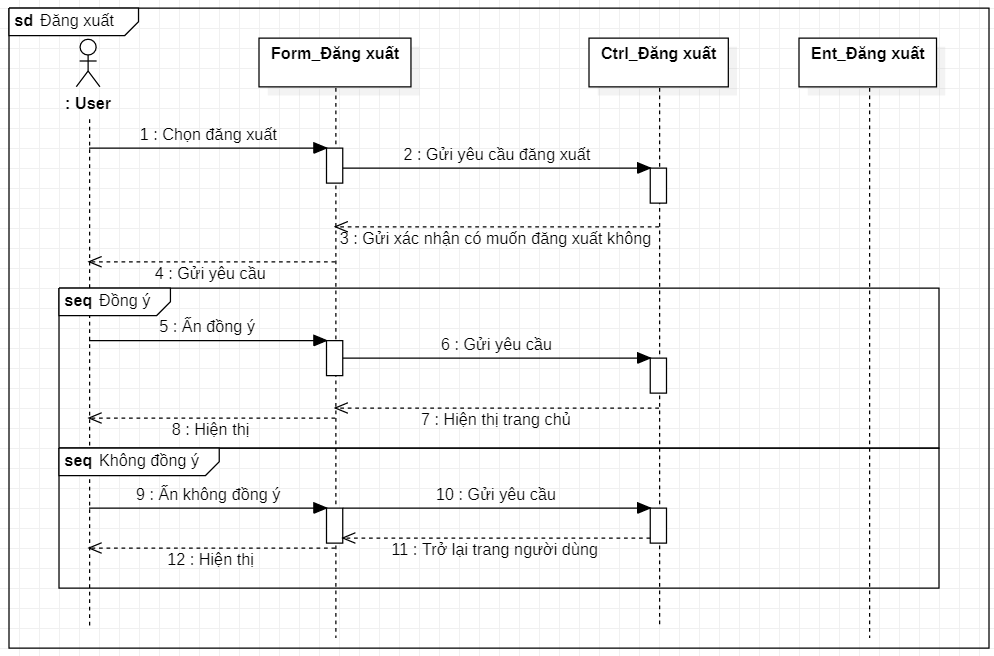 sd Đăng xuất
: User
Form_Đăng xuất
Ctrl_Đăng xuất
Ent_Đăng xuất
1 : Chọn đăng xuất
2 : Gửi yêu cầu đăng xuất
3 : Gửi xác nhận có muốn đăng xuất không
4 : Gửi yêu cầu
seq Đồng ý
5 : Ấn đồng ý
6 : Gửi yêu cầu
7 : Hiện thị trang chủ
8 : Hiện thị
seq Không đồng ý
9 : Ấn không đồng ý
10 : Gửi yêu cầu
11 : Trở lại trang người dùng
12 : Hiện thị